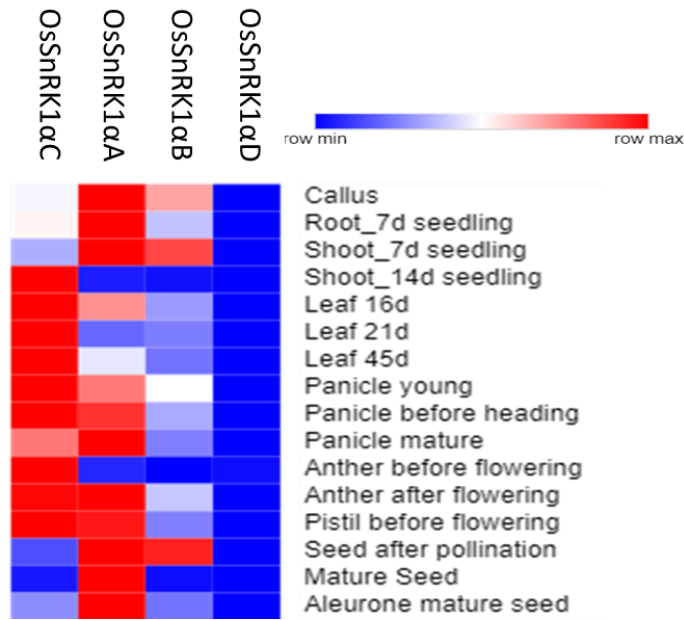 OsSnRK1αC
OsSnRK1αA
OsSnRK1αB
OsSnRK1αD
row min
row max
Callus
Root_7d seedling
Shoot_7d seedling
Shoot_14d seedling
Leaf 16d
Leaf 21d
Leaf 45d
Panicle young
Panicle before heading
Panicle mature
Anther before flowering
Anther after flowering
Pistil before flowering
Seed after pollination
Mature Seed
Aleurone mature seed